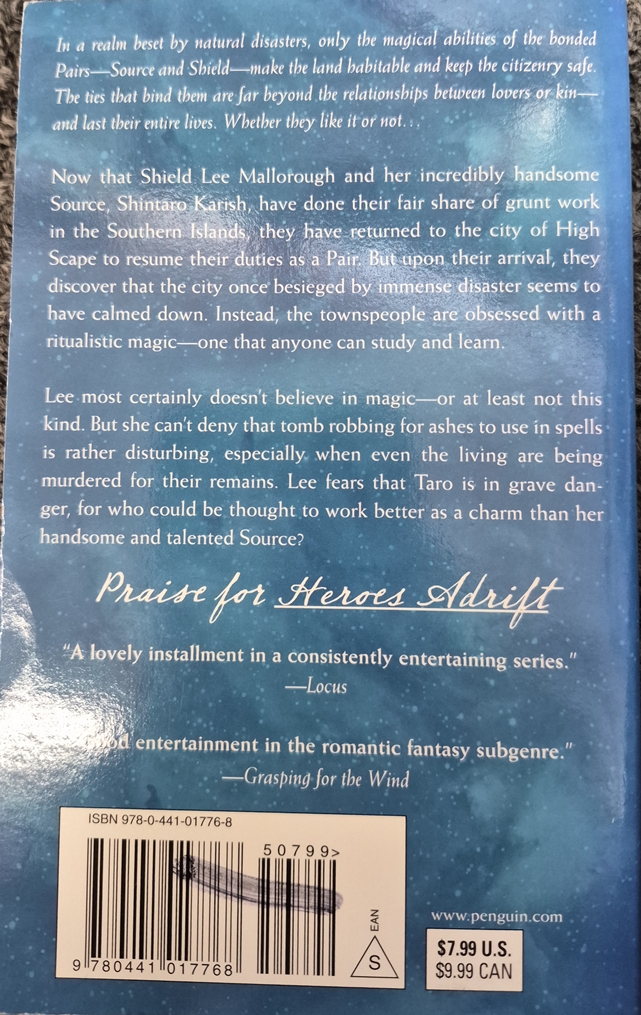 In a realm beset by natural disasters, only the magical abilities of the bonded
Pairs—Source and Shield—make the land habitable and keep the citizenry safe.
The ties that bind them are far beyond the relationships between lovers or kin—
and last their entire lives. Whether they like it or not...
Now that Shield Lee Mallorough and her incredibly handsome
Source, Shintaro Karish, have done their fair share of grunt work
in the Southern Islands, they have returned to the city of High
Scape to resume their duties as a Pair. But upon their arrival, they
discover that the city once besieged by immense disaster seems to
have calmed down. Instead, the townspeople are obsessed with a
ritualistic magic—one that anyone can study and learn.
Lee most certainly doesn't believe in magic—or at least not this
kind. But she can't deny that tomb robbing for ashes to use in spells
is rather disturbing, especially when even the living are being
murdered for their remains. Lee fears that Taro is in grave dan-
ger, for who could be thought to work better as a charm than her
handsome and talented Source?
Praise for Heroes Adrift
"A lovely installment in a consistently entertaining series."
—Locus
entertainment in the romantic fantasy subgenre."
—Grasping for the Wind
ISBN 978-0-441-01776-8
50799>
9 780441 017768
EAN
S
www.penguin.com
$7.99 U.S.
$9.99 CAN